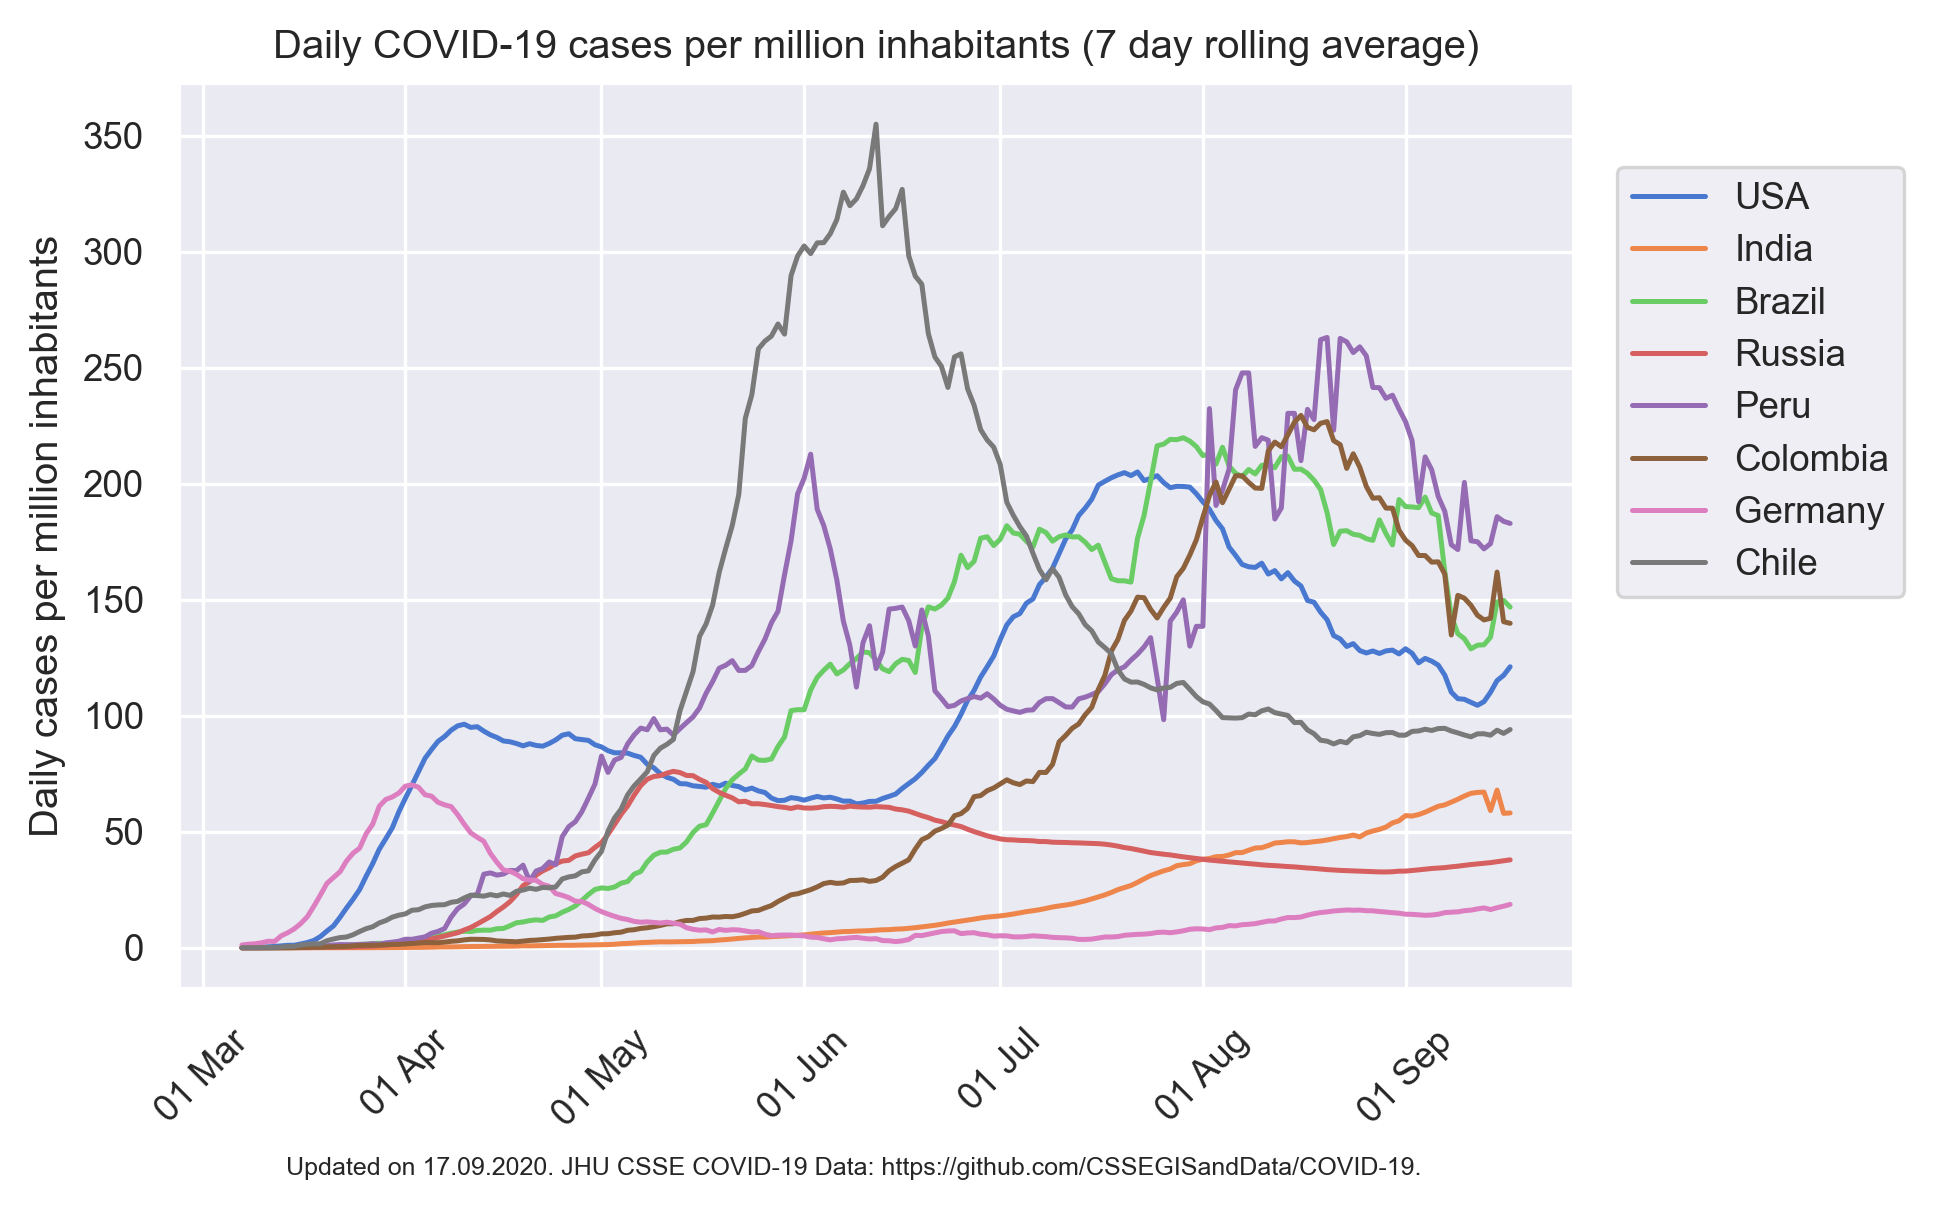 Daily COVID-19 cases per million inhabitants (7 day rolling average)
Daily cases per million inhabitants
350
300
250
200
150
100
50
0
01 Mar
01 Apr
01 May
01 Jun
01 Jul
01 Aug
01 Sep
USA
India
Brazil
Russia
Peru
Colombia
Germany
Chile
Updated on 17.09.2020. JHU CSSE COVID-19 Data: https://github.com/CSSEGISandData/COVID-19.